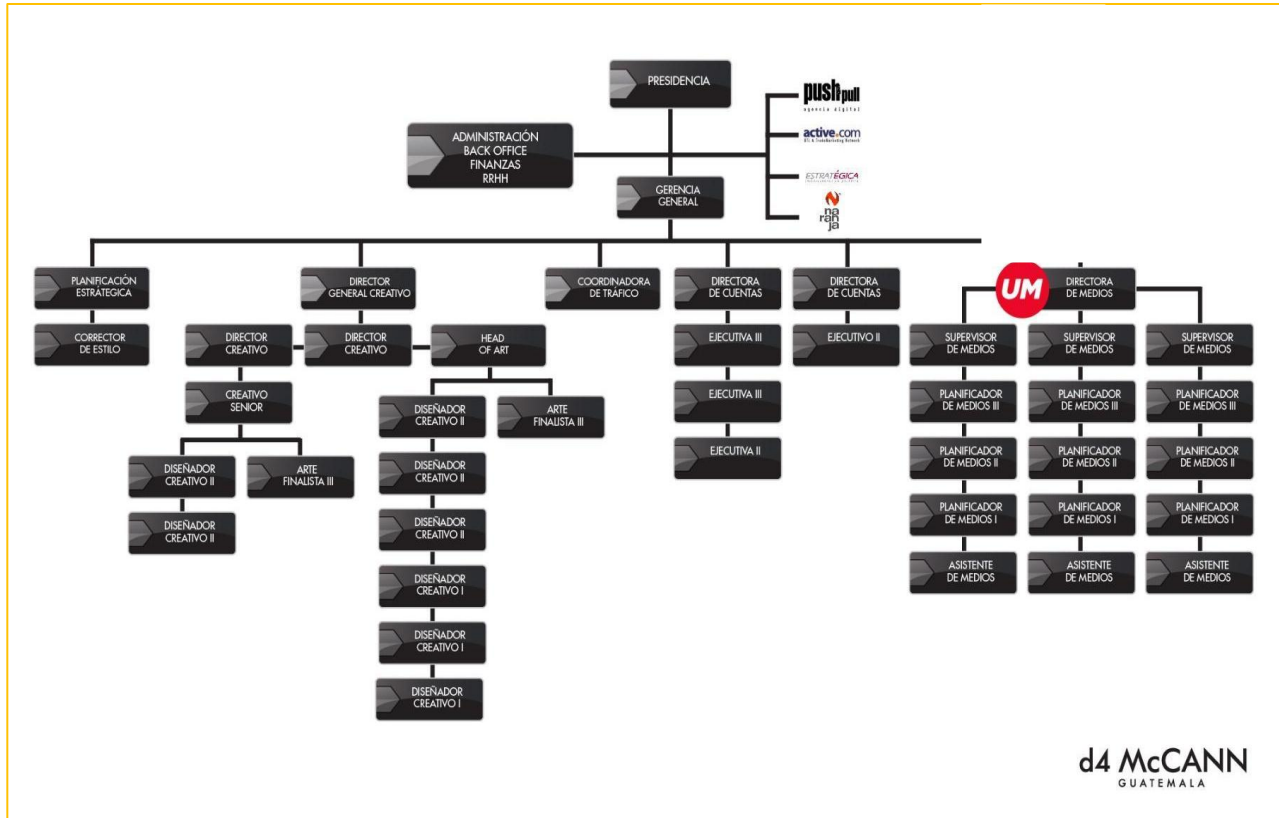 PRESIDENCIA
push pull
agencia digital
active.com
ADMINISTRACIÓN
BACK OFFICE
FINANZAS
RRHH
ESTRATÉGICA
GERENCIA
GENERAL
na
ran
ja
PLANIFICACIÓN
ESTRÁTEGICA
DIRECTOR
GENERAL CREATIVO
COORDINADORA
DE TRÁFICO
DIRECTORA
DE CUENTAS
DIRECTORA
DE CUENTAS
UM
DIRECTORA
DE MEDIOS
CORRECTOR
DE ESTILO
DIRECTOR
CREATIVO
DIRECTOR
CREATIVO
HEAD
OF ART
EJECUTIVA III
EJECUTIVO II
SUPERVISOR
DE MEDIOS
SUPERVISOR
DE MEDIOS
SUPERVISOR
DE MEDIOS
CREATIVO
SENIOR
DISEÑADOR
CREATIVO II
ARTE
FINALISTA III
EJECUTIVA III
PLANIFICADOR
DE MEDIOS III
PLANIFICADOR
DE MEDIOS III
PLANIFICADOR
DE MEDIOS III
DISEÑADOR
CREATIVO II
ARTE
FINALISTA III
DISEÑADOR
CREATIVO II
EJECUTIVA II
PLANIFICADOR
DE MEDIOS II
PLANIFICADOR
DE MEDIOS II
PLANIFICADOR
DE MEDIOS II
DISEÑADOR
CREATIVO II
DISEÑADOR
CREATIVO II
PLANIFICADOR
DE MEDIOS I
PLANIFICADOR
DE MEDIOS I
PLANIFICADOR
DE MEDIOS I
DISEÑADOR
CREATIVO I
ASISTENTE
DE MEDIOS
ASISTENTE
DE MEDIOS
ASISTENTE
DE MEDIOS
DISEÑADOR
CREATIVO I
DISEÑADOR
CREATIVO I
d4 McCANN
GUATEMALA